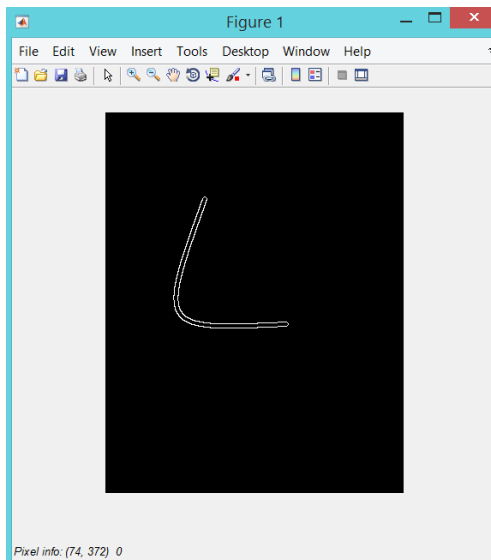 Figure 1
File Edit View Insert Tools Desktop Window Help
Pixel info: (74, 372) 0